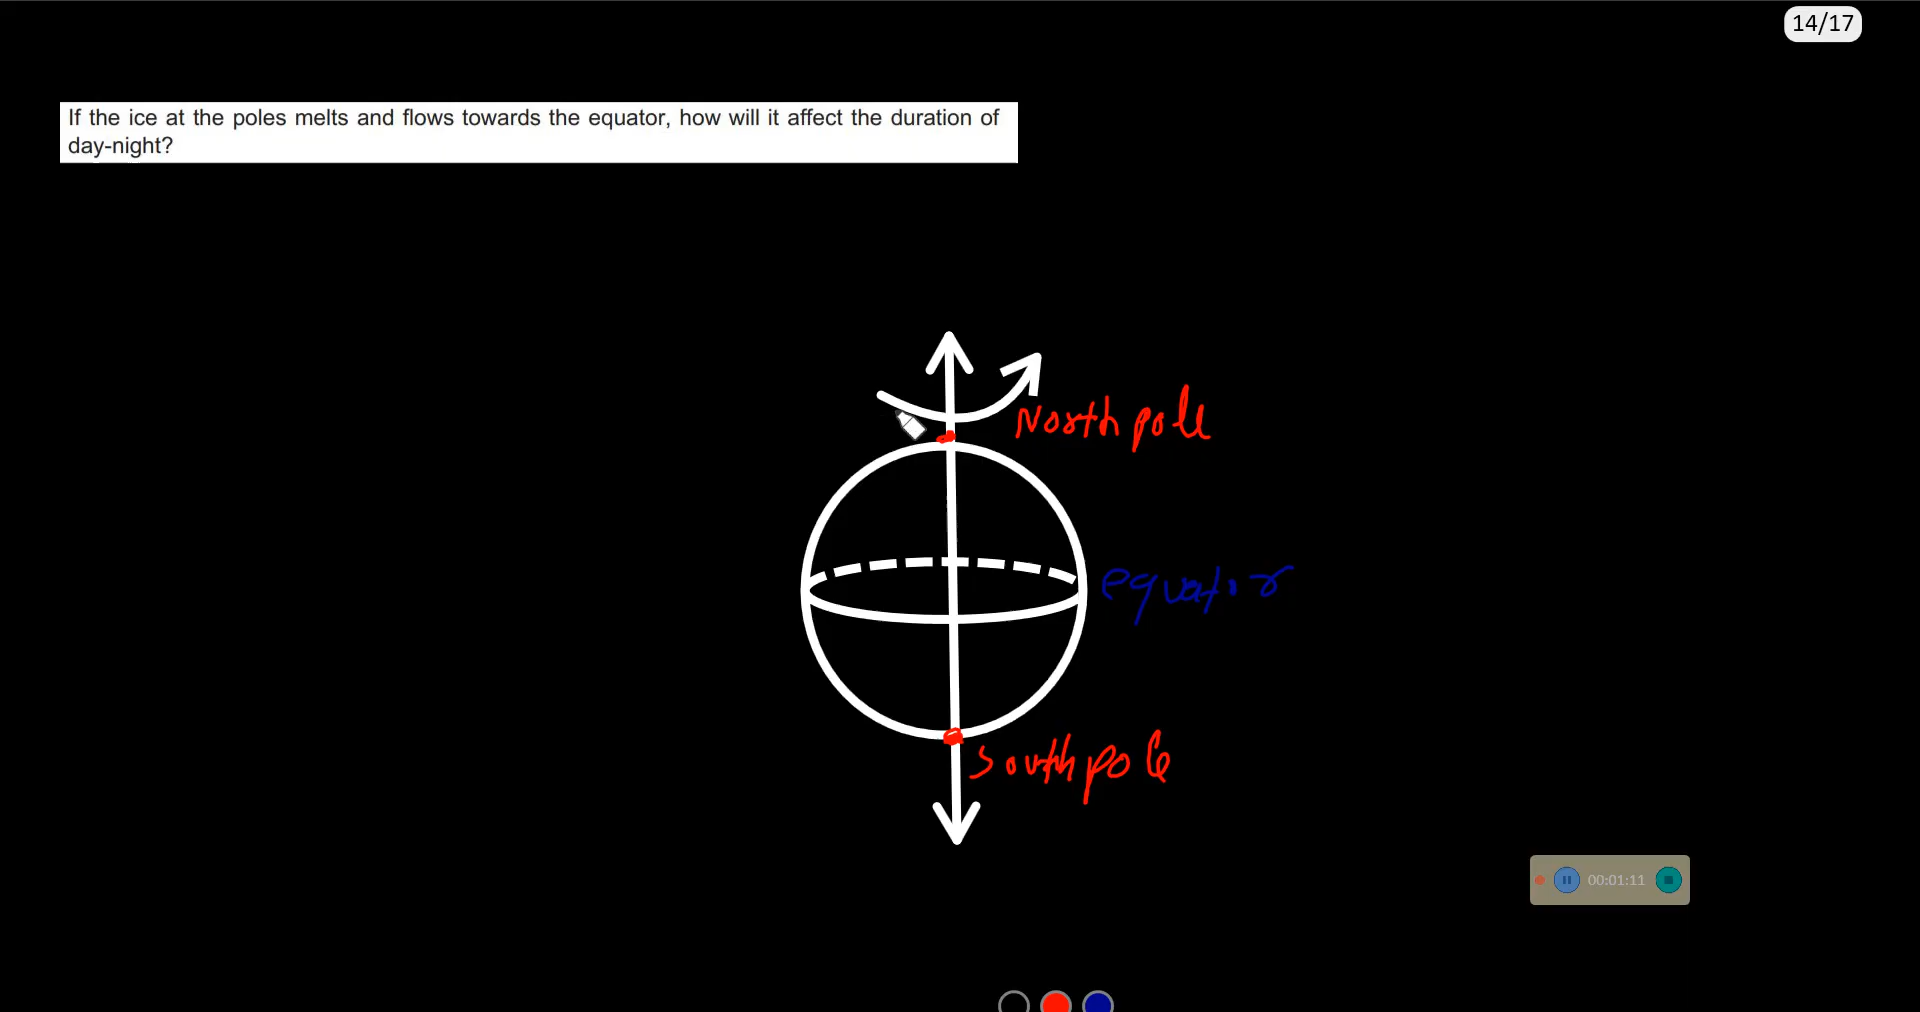 14/17
If the ice at the poles melts and flows towards the equator, how will it affect the duration of
day-night?
North pole
equator
South pole
00:01:11